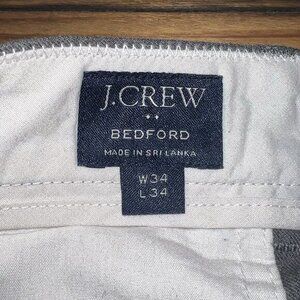 J.CREW
BEDFORD
MADE IN SRI LANKA
W34
L34